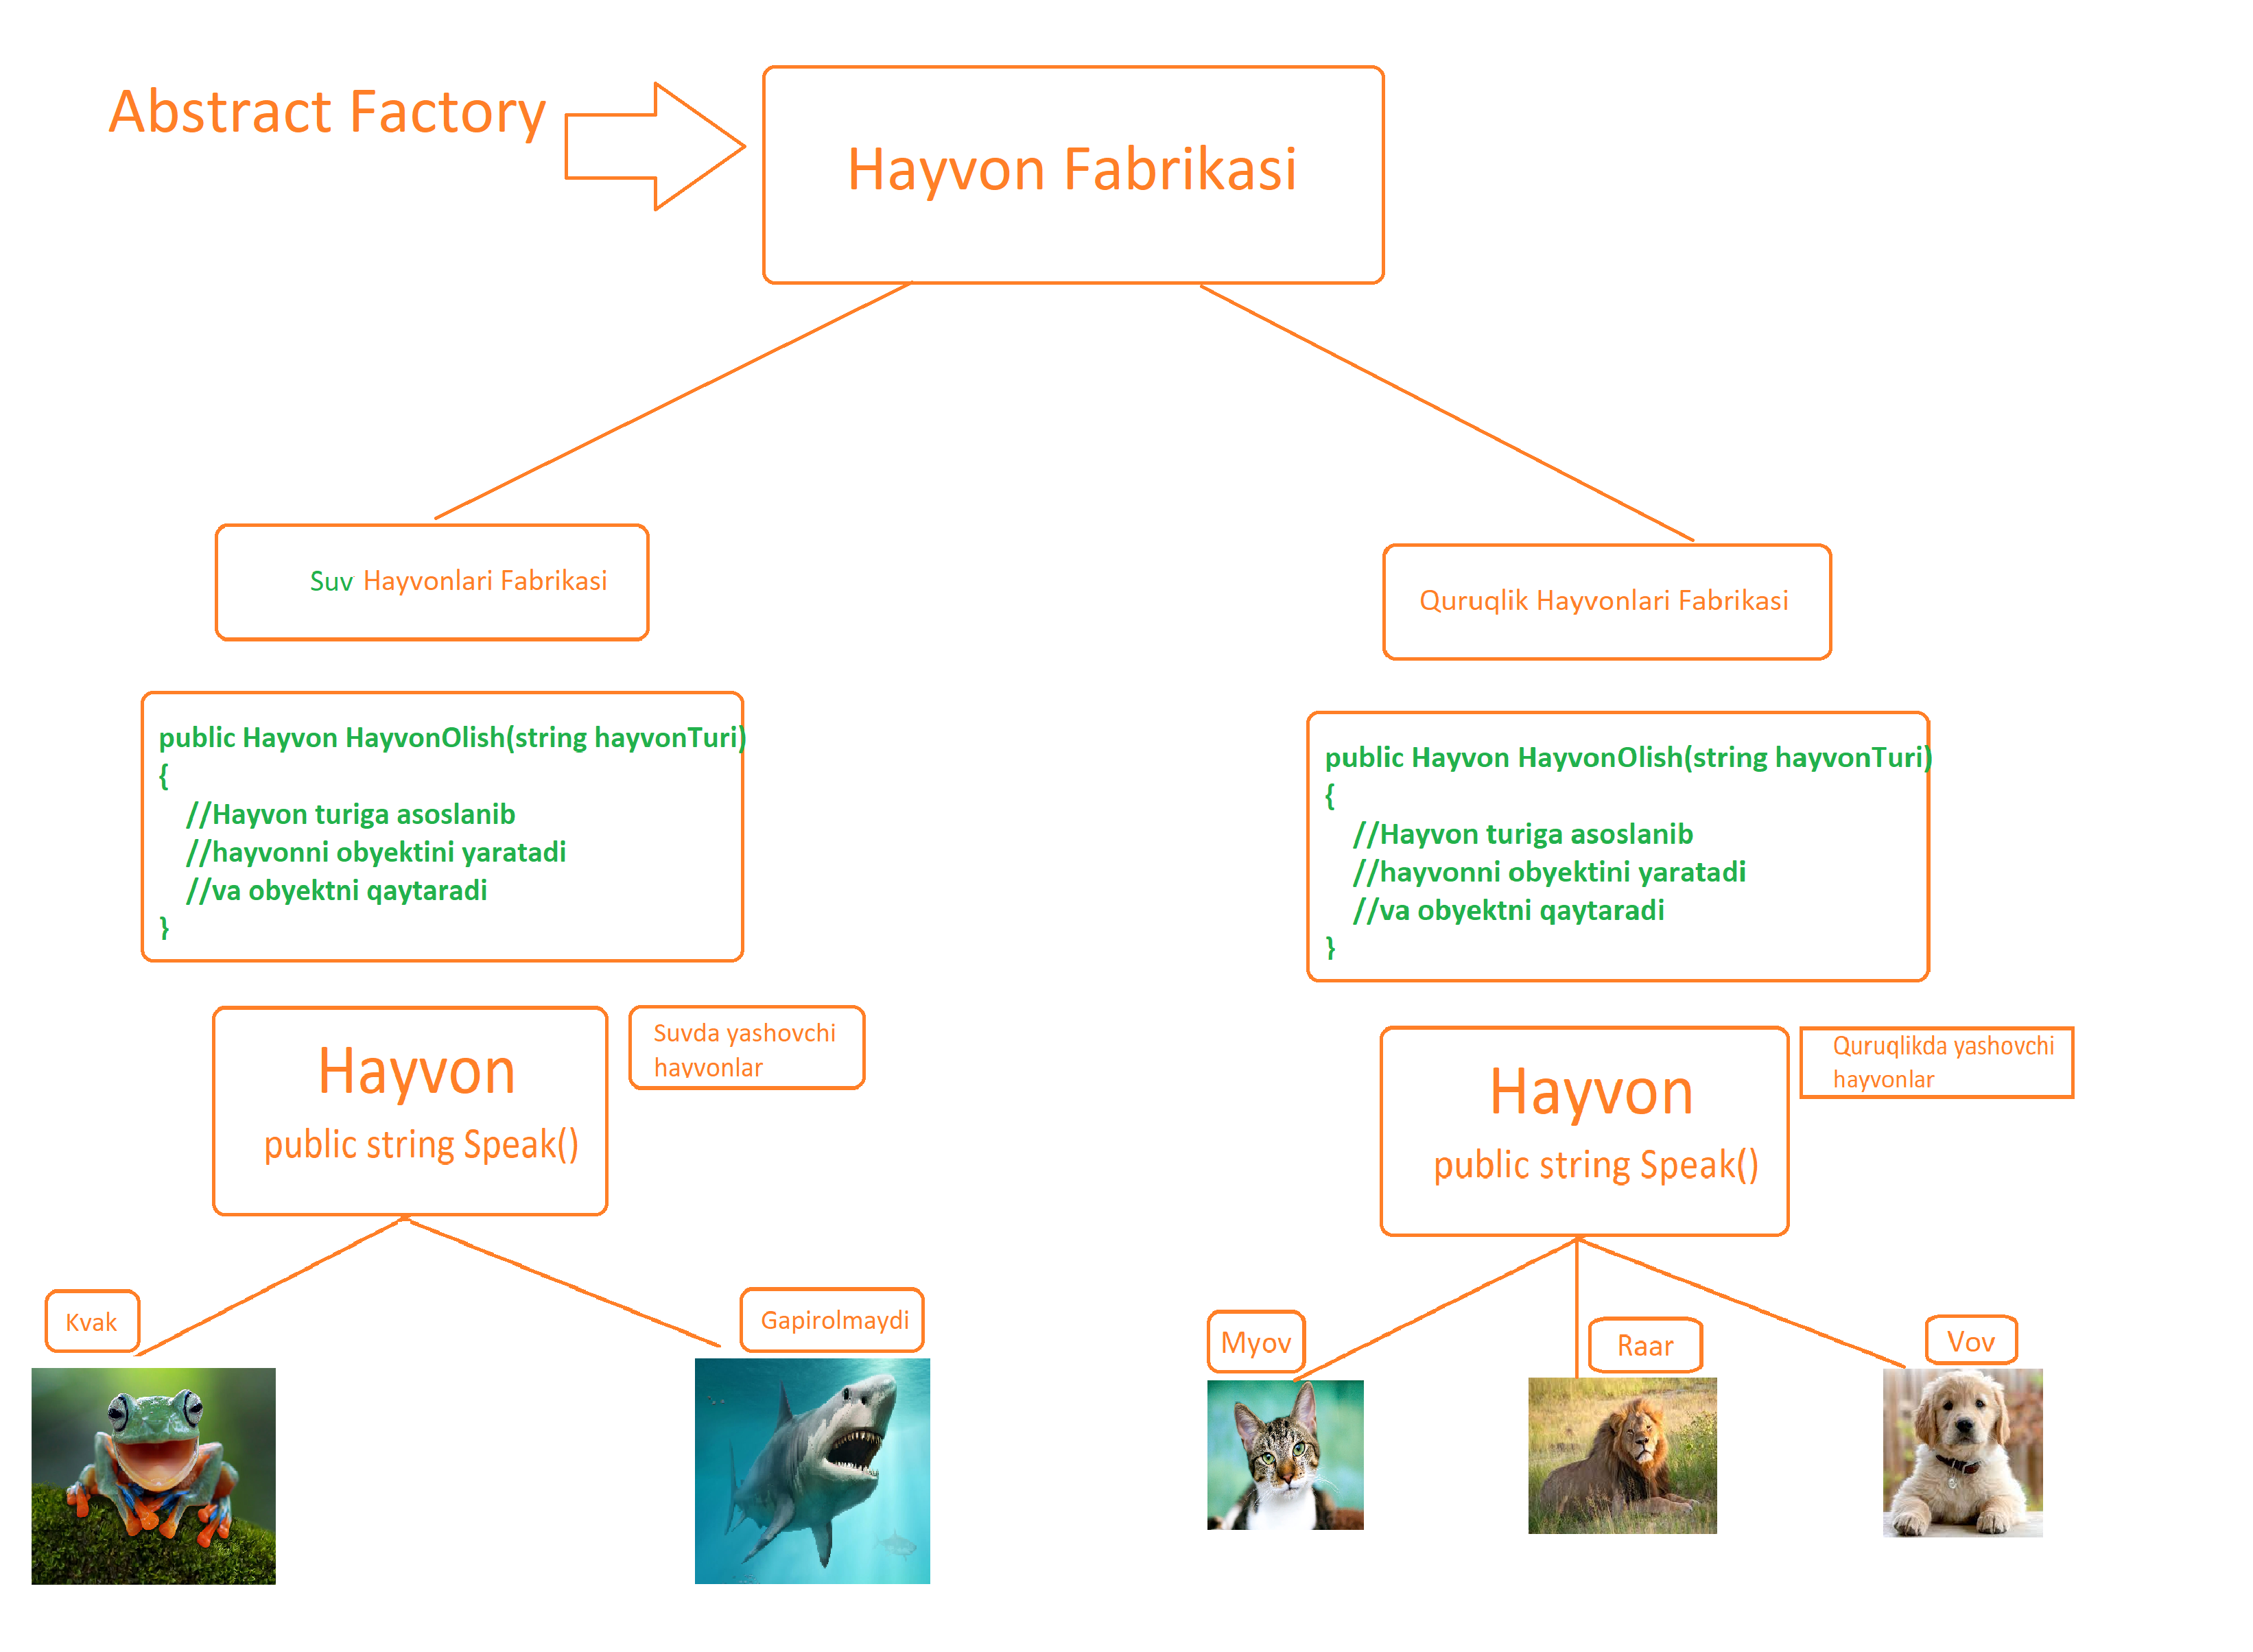 Abstract Factory
Hayvon Fabrikasi
Suv Hayvonlari Fabrikasi
public Hayvon HayvonOlish(string hayvonTuri)
{
//Hayvon turiga asoslanib
//hayvonni obyektini yaratadi
//va obyektni qaytaradi
}
Hayvon
public string Speak()
Suvda yashovchi
hayvonlar
Kvak
Gapirolmaydi
Quruqlik Hayvonlari Fabrikasi
public Hayvon HayvonOlish(string hayvonTuri)
{
//Hayvon turiga asoslanib
//hayvonni obyektini yaratadi
//va obyektni qaytaradi
}
Hayvon
public string Speak()
Quruqlikda yashovchi
hayvonlar
Myov
Raar
Vov